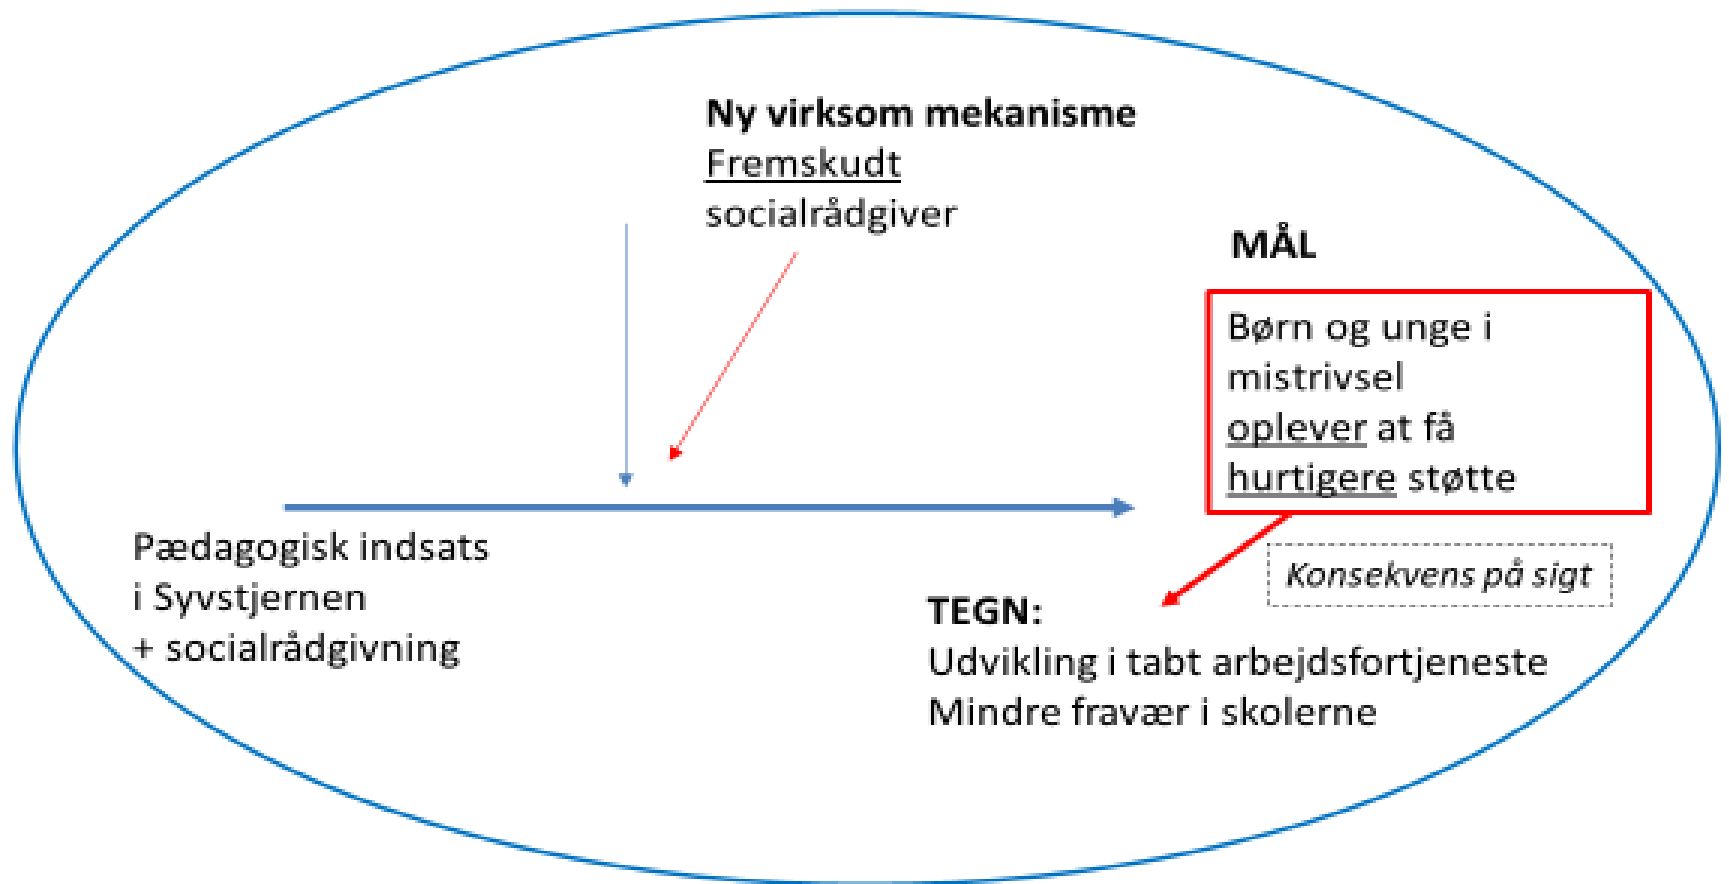 Ny virksom mekanisme
Fremskudt
socialrådgiver
MÅL
Børn og unge i
mistrivsel
oplever at få
hurtigere støtte
Pædagogisk indsats
i Syvstjernen
+ socialrådgivning
Konsekvens på sigt
TEGN:
Udvikling i tabt arbejdsfortjeneste
Mindre fravær i skolerne